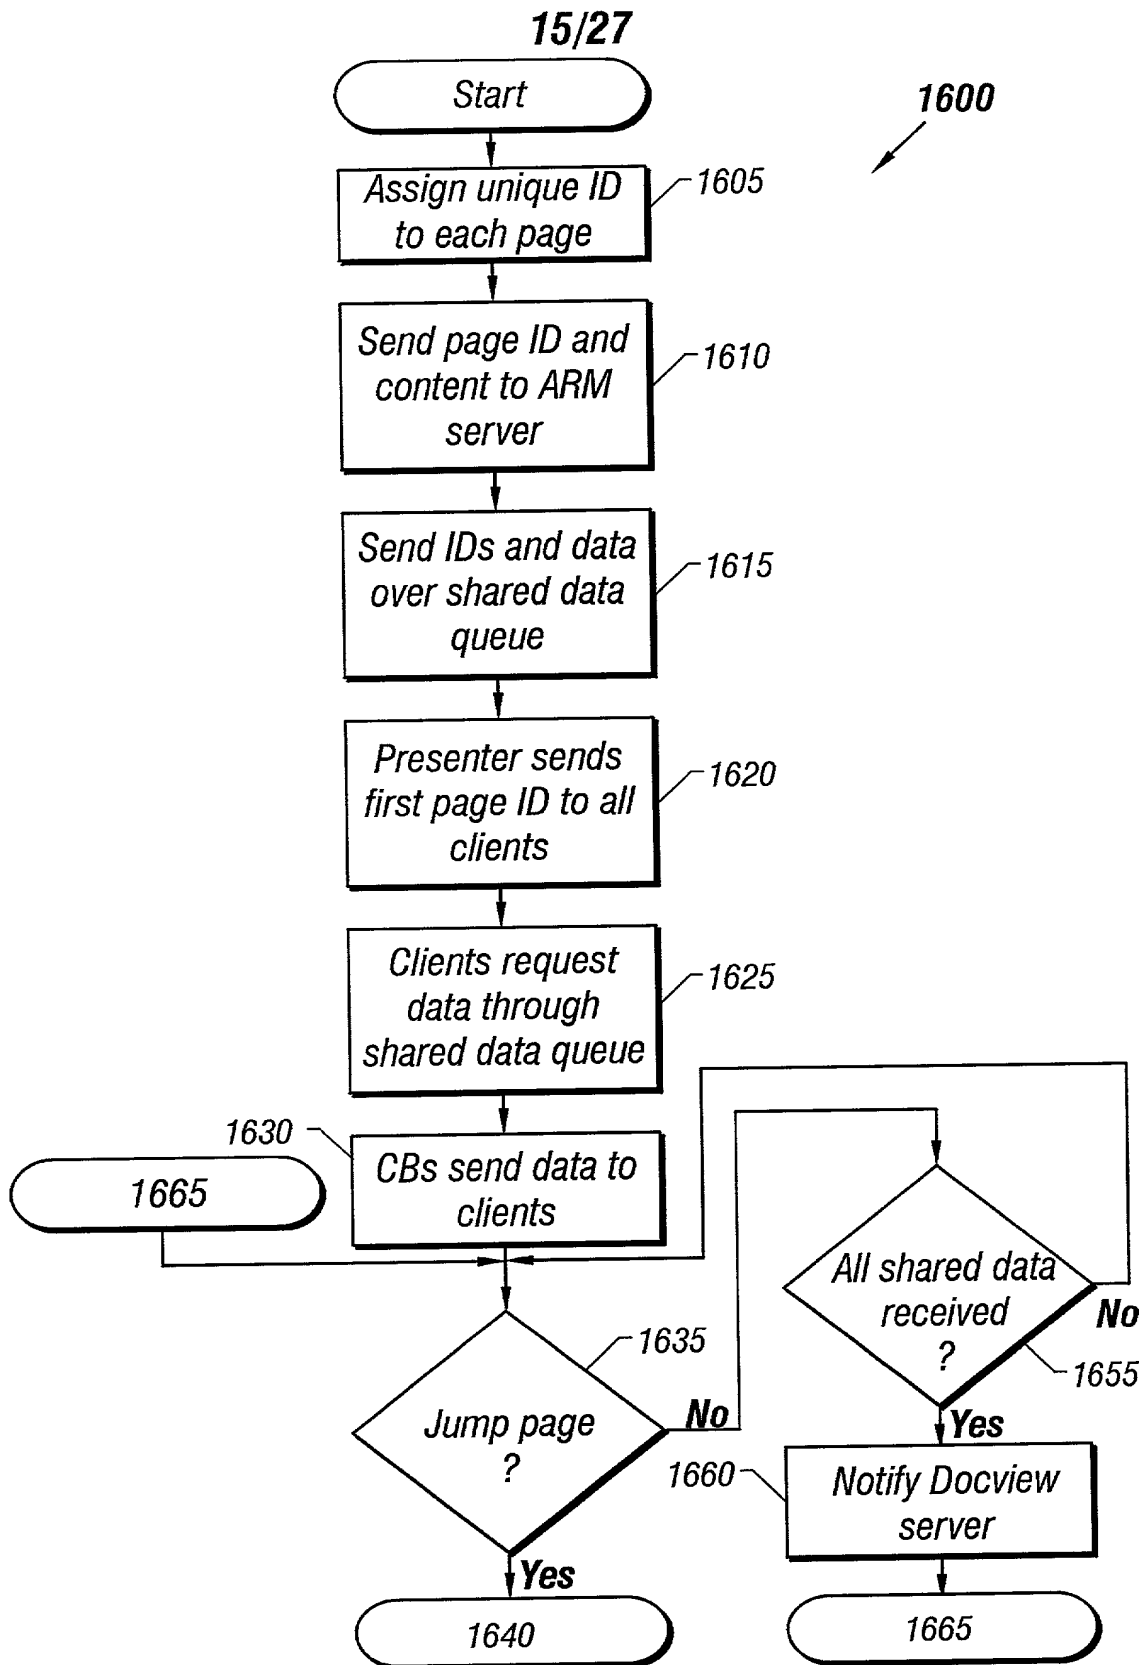 15/27
Start
1600
Assign unique ID
to each page
1605
Send page ID and
content to ARM
server
1610
Send IDs and data
over shared data
queue
1615
Presenter sends
first page ID to all
clients
1620
Clients request
data through
shared data queue
1625
1630
CBs send data to
clients
1665
All shared data
received
?
No
1655
1635
Jump page
?
No
Yes
1660
Notify Docview
server
Yes
1640
1665